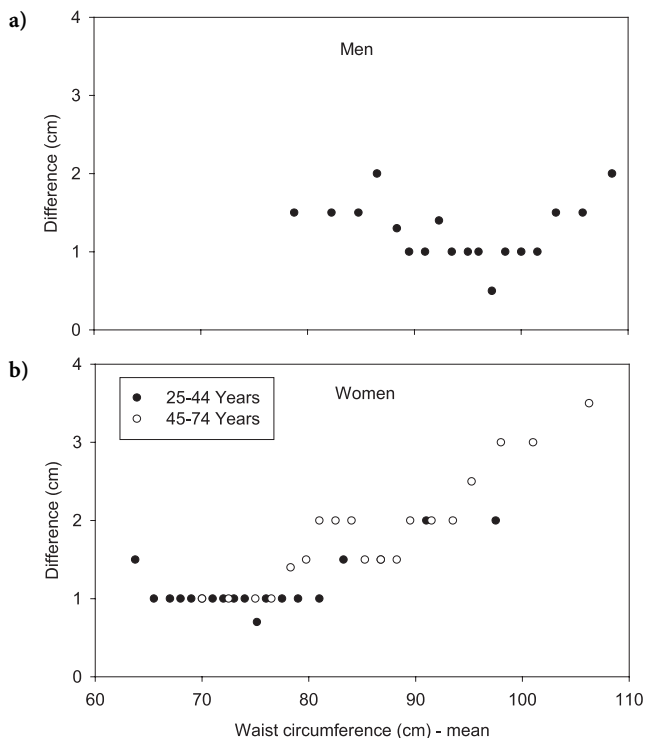 a)
4
3
2
1
0
Difference (cm)
Men
b)
4
3
2
1
0
Difference (cm)
25-44 Years
45-74 Years
Women
60 70 80 90 100 110
Waist circumference (cm) - mean